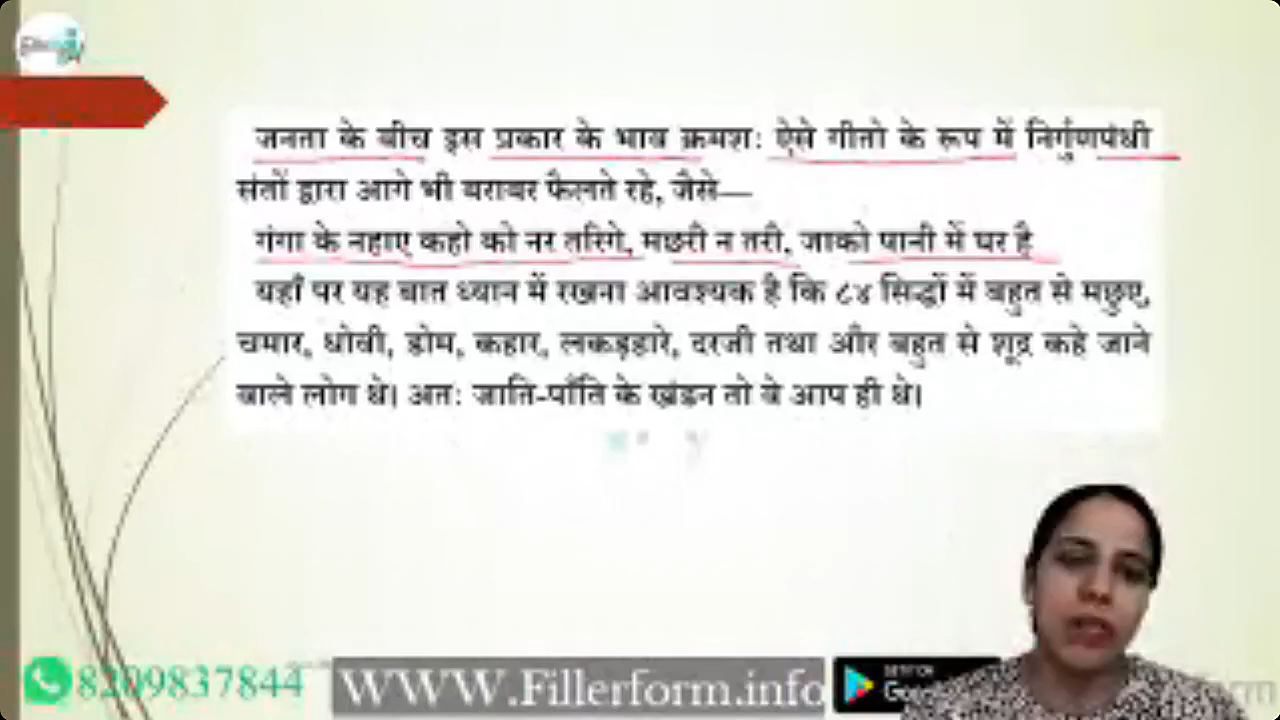 जनता के बीच इस प्रकार के भाव क्रमशः ऐसे गीतो के रूप में निर्गुणपंथी
संतों द्वारा आगे भी बराबर फैलते रहे, जैसे—
गंगा के नहाए कहो को नर तरिगे, मछरी न तरी, जाको पानी में घर है
यहाँ पर यह बात ध्यान में रखना आवश्यक है कि ८४ सिद्धों में बहुत से मछुए,
चमार, धोबी, डोम, कहार, लकड़हारे, दरजी तथा और बहुत से शूद्र कहे जाने
वाले लोग थे। अतः जाति-पाँति के खंडन तो वे आप ही थे।
8209837844
WWW.Fillerform.info